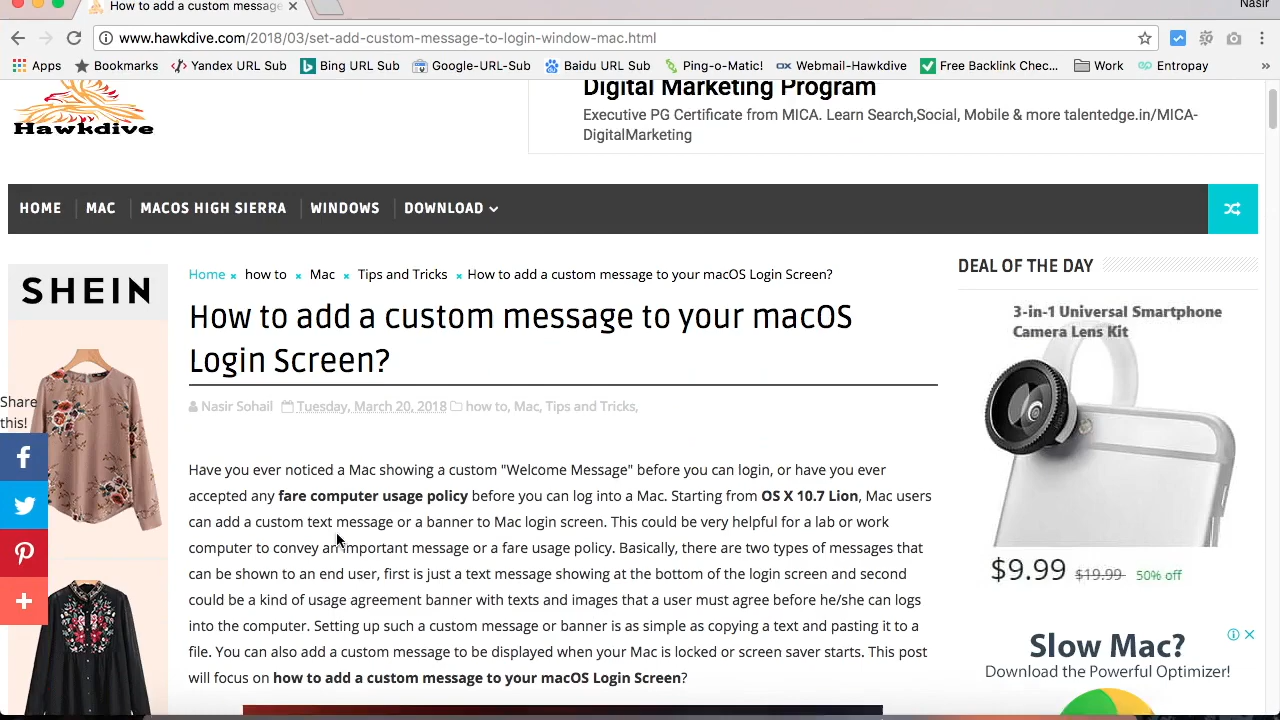 How to add a custom message
Nasir
www.hawkdive.com/2018/03/set-add-custom-message-to-login-window-mac.html
Apps Bookmarks Yandex URL Sub Bing URL Sub Google-URL-Sub Baidu URL Sub Ping-o-Matic! Webmail-Hawkdive Free Backlink Chec... Work Entropay »
Hawkdive
Digital Marketing Program
Executive PG Certificate from MICA. Learn Search,Social, Mobile & more talentedge.in/MICA-
DigitalMarketing
HOME MAC MACOS HIGH SIERRA WINDOWS DOWNLOAD
SHEIN
Share
this!
Home × how to × Mac × Tips and Tricks × How to add a custom message to your macOS Login Screen?
How to add a custom message to your macOS
Login Screen?
Nasir Sohail Tuesday, March 20, 2018 how to, Mac, Tips and Tricks,
Have you ever noticed a Mac showing a custom "Welcome Message" before you can login, or have you ever
accepted any fare computer usage policy before you can log into a Mac. Starting from OS X 10.7 Lion, Mac users
can add a custom text message or a banner to Mac login screen. This could be very helpful for a lab or work
computer to convey an important message or a fare usage policy. Basically, there are two types of messages that
can be shown to an end user, first is just a text message showing at the bottom of the login screen and second
could be a kind of usage agreement banner with texts and images that a user must agree before he/she can logs
into the computer. Setting up such a custom message or banner is as simple as copying a text and pasting it to a
file. You can also add a custom message to be displayed when your Mac is locked or screen saver starts. This post
will focus on how to add a custom message to your macOS Login Screen?
DEAL OF THE DAY
3-in-1 Universal Smartphone
Camera Lens Kit
$9.99 $19.99 50% off
Slow Mac?
Download the Powerful Optimizer!